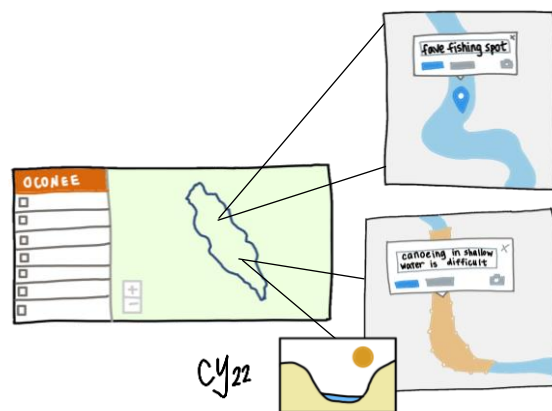 fave fishing spot
OCONEE
canoeing in shallow
water is difficult
CY22